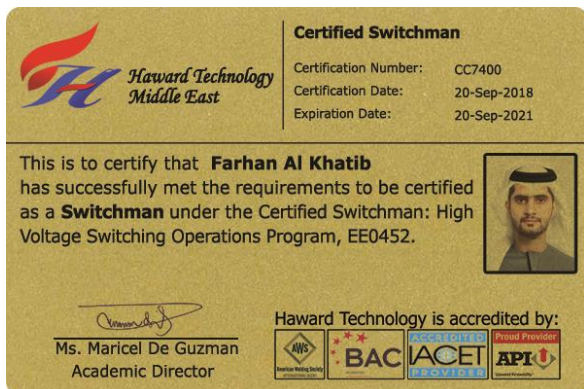 Haward Technology
Middle East
Certified Switchman
Certification Number: CC7400
Certification Date: 20-Sep-2018
Expiration Date: 20-Sep-2021
This is to certify that Farhan Al Khatib
has successfully met the requirements to be certified
as a Switchman under the Certified Switchman: High
Voltage Switching Operations Program, EE0452.
Ms. Maricel De Guzman
Academic Director
Haward Technology is accredited by:
AWS
American Welding Society
BAC
ACCREDITED
IACET
PROVIDER
Proud Provider
API